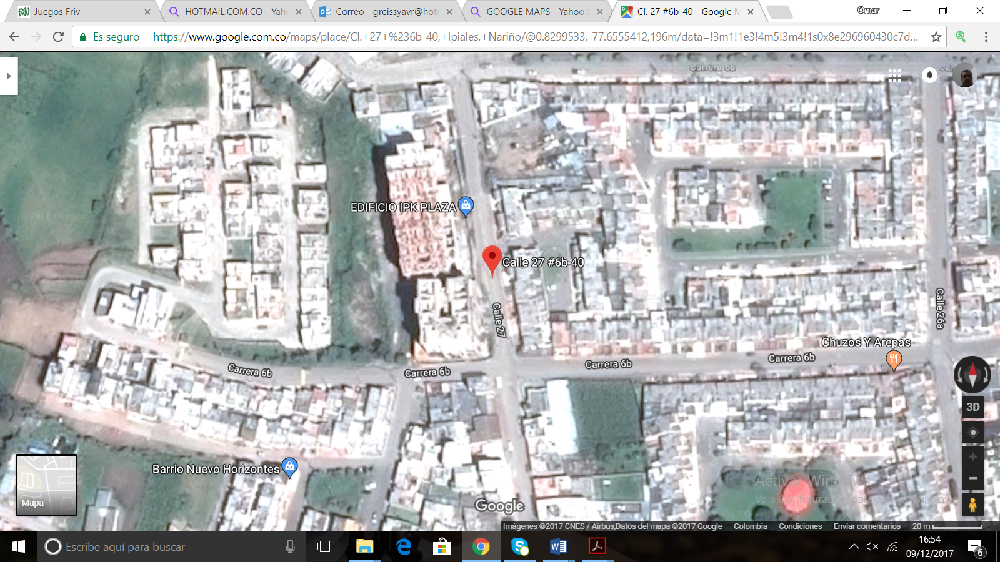 Juegos Friv
HOTMAIL.COM.CO - Yah
Correo - greissyavr@hot
GOOGLE MAPS - Yahoo S
Cl. 27 #6b-40 - Google M
Omar
Es seguro
https://www.google.com.co/maps/place/Cl.+27+%236b-40,+Ipiales,+Nariño/@0.8299533,-77.6555412,196m/data=!3m1!1e3!4m5!3m4!1s0x8e296960430c7d...
Carrera 6a
EDIFICIO IPK PLAZA
Calle 27 #6b-40
Calle 27
Calle 26a
Chuzos Y Arepas
Carrera 6b
Carrera 6b
Carrera 6b
Carrera 6b
3D
Barrio Nuevo Horizontes
Activar Windows
Ve a Configuración para activar Windows.
Mapa
Google
Imágenes ©2017 CNES / Airbus,Datos del mapa ©2017 Google
Colombia
Condiciones
Enviar comentarios
20 m
Escribe aquí para buscar
16:54
09/12/2017
6